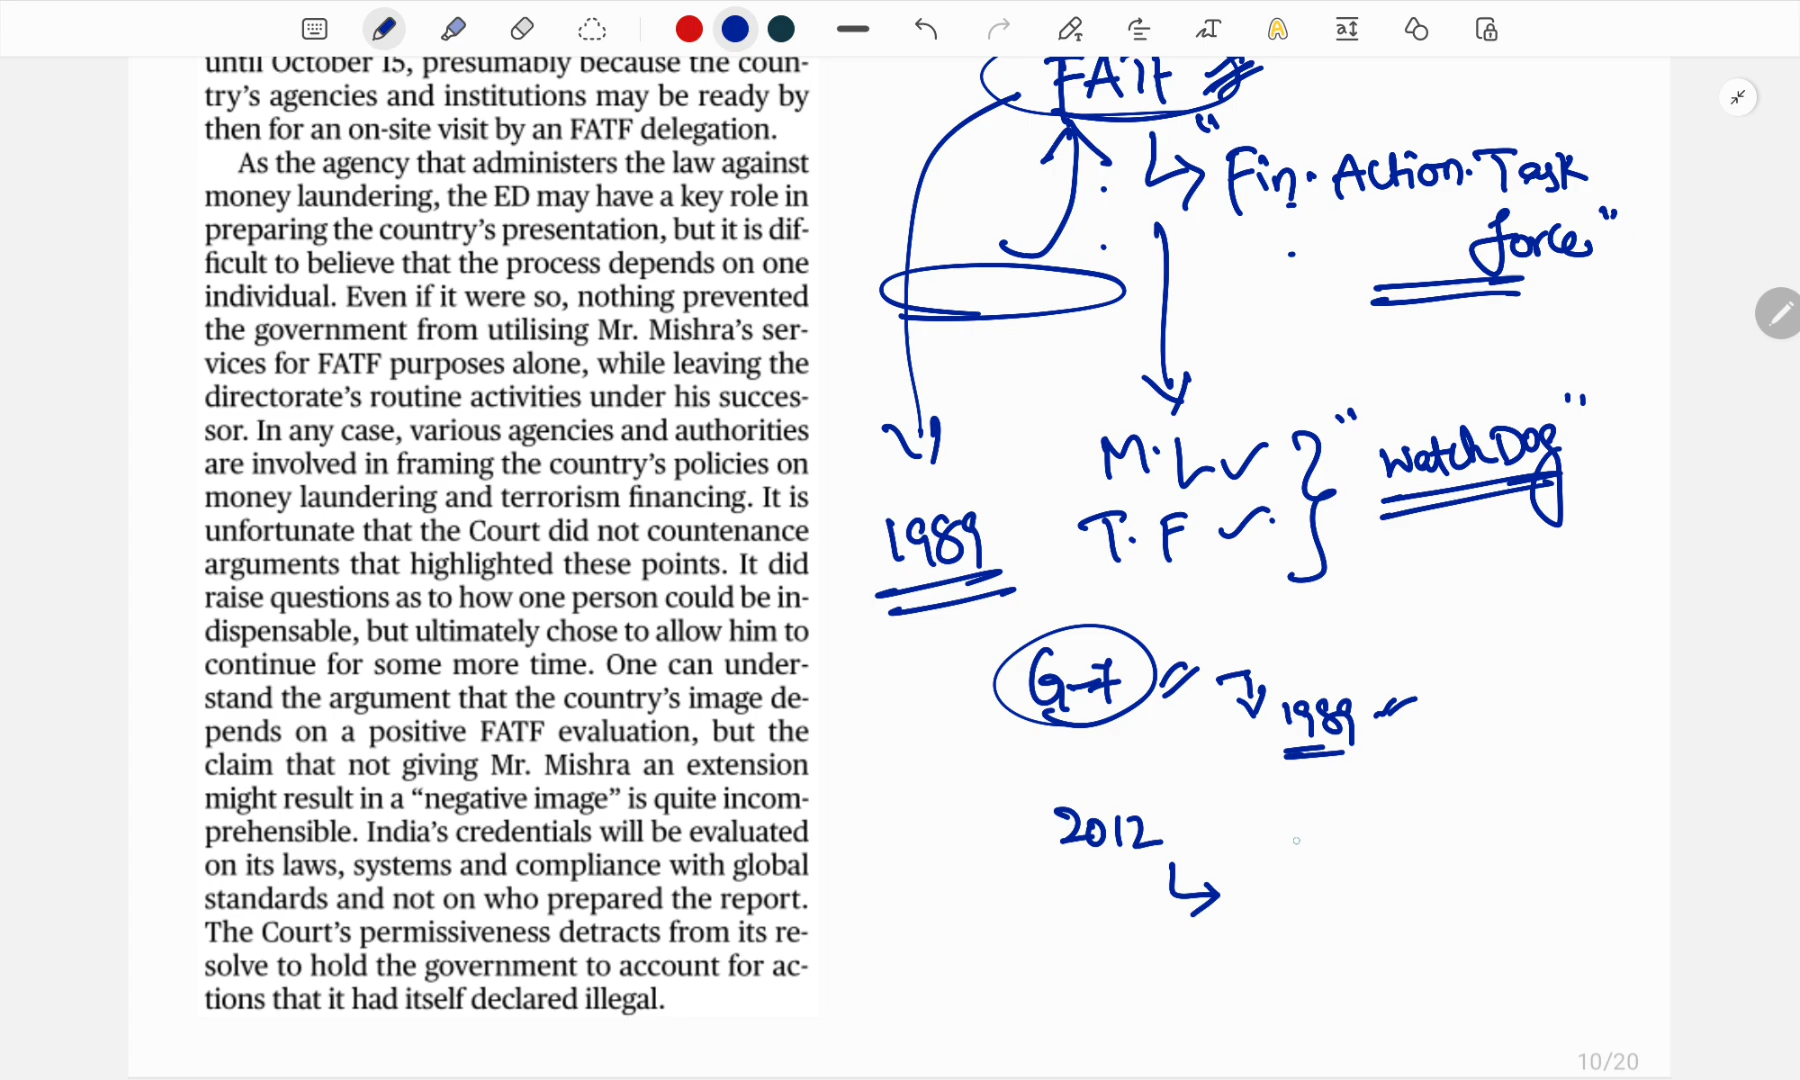 until October 15, presumably because the coun-
try's agencies and institutions may be ready by
then for an on-site visit by an FATF delegation.
As the agency that administers the law against
money laundering, the ED may have a key role in
preparing the country's presentation, but it is dif-
ficult to believe that the process depends on one
individual. Even if it were so, nothing prevented
the government from utilising Mr. Mishra's ser-
vices for FATF purposes alone, while leaving the
directorate's routine activities under his succes-
sor. In any case, various agencies and authorities
are involved in framing the country's policies on
money laundering and terrorism financing. It is
unfortunate that the Court did not countenance
arguments that highlighted these points. It did
raise questions as to how one person could be in-
dispensable, but ultimately chose to allow him to
continue for some more time. One can under-
stand the argument that the country's image de-
pends on a positive FATF evaluation, but the
claim that not giving Mr. Mishra an extension
might result in a “negative image” is quite incom-
prehensible. India's credentials will be evaluated
on its laws, systems and compliance with global
standards and not on who prepared the report.
The Court's permissiveness detracts from its re-
solve to hold the government to account for ac-
tions that it had itself declared illegal.
FATF
"Fin. Action. Task
force"
M. L
T. F
"WatchDog"
1989
G-7
1989
2012
10/20